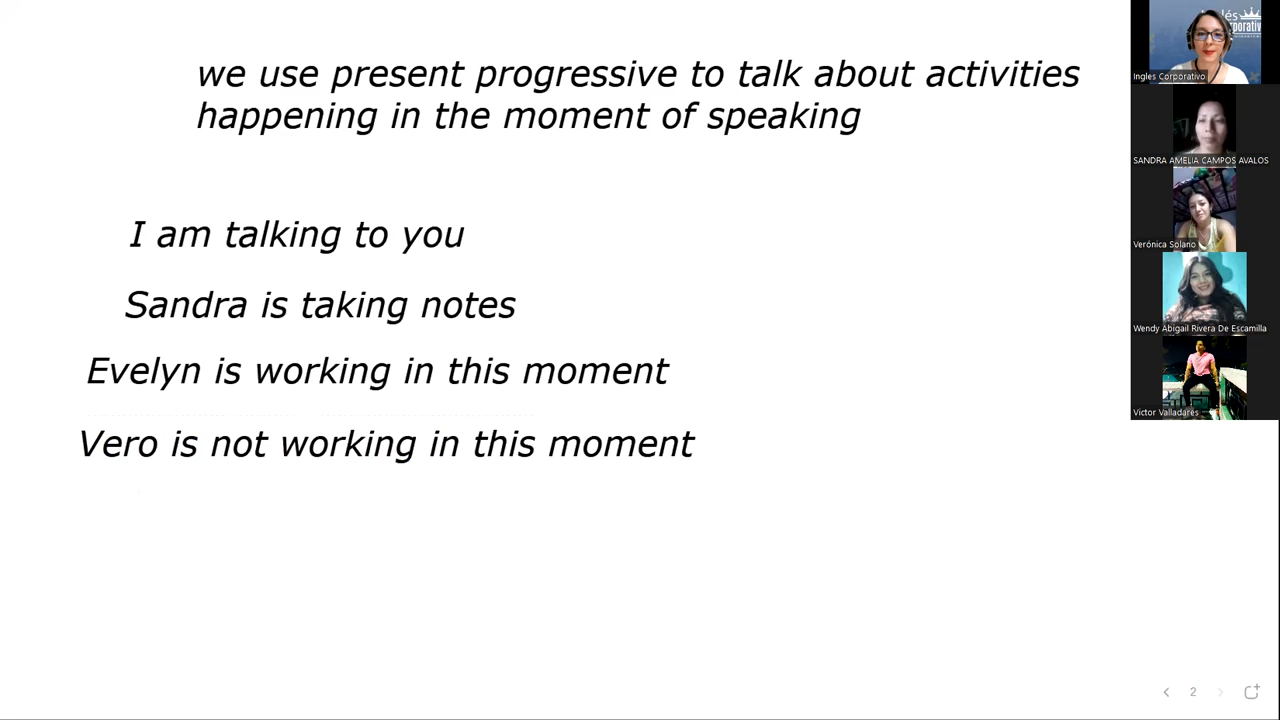 we use present progressive to talk about activities
happening in the moment of speaking
I am talking to you
Sandra is taking notes
Evelyn is working in this moment
Vero is not working in this moment
Ingles Corporativo
SANDRA AMELIA CAMPOS AVALOS
Verónica Solano
Wendy Abigail Rivera De Escamilla
Victor Valladares
2